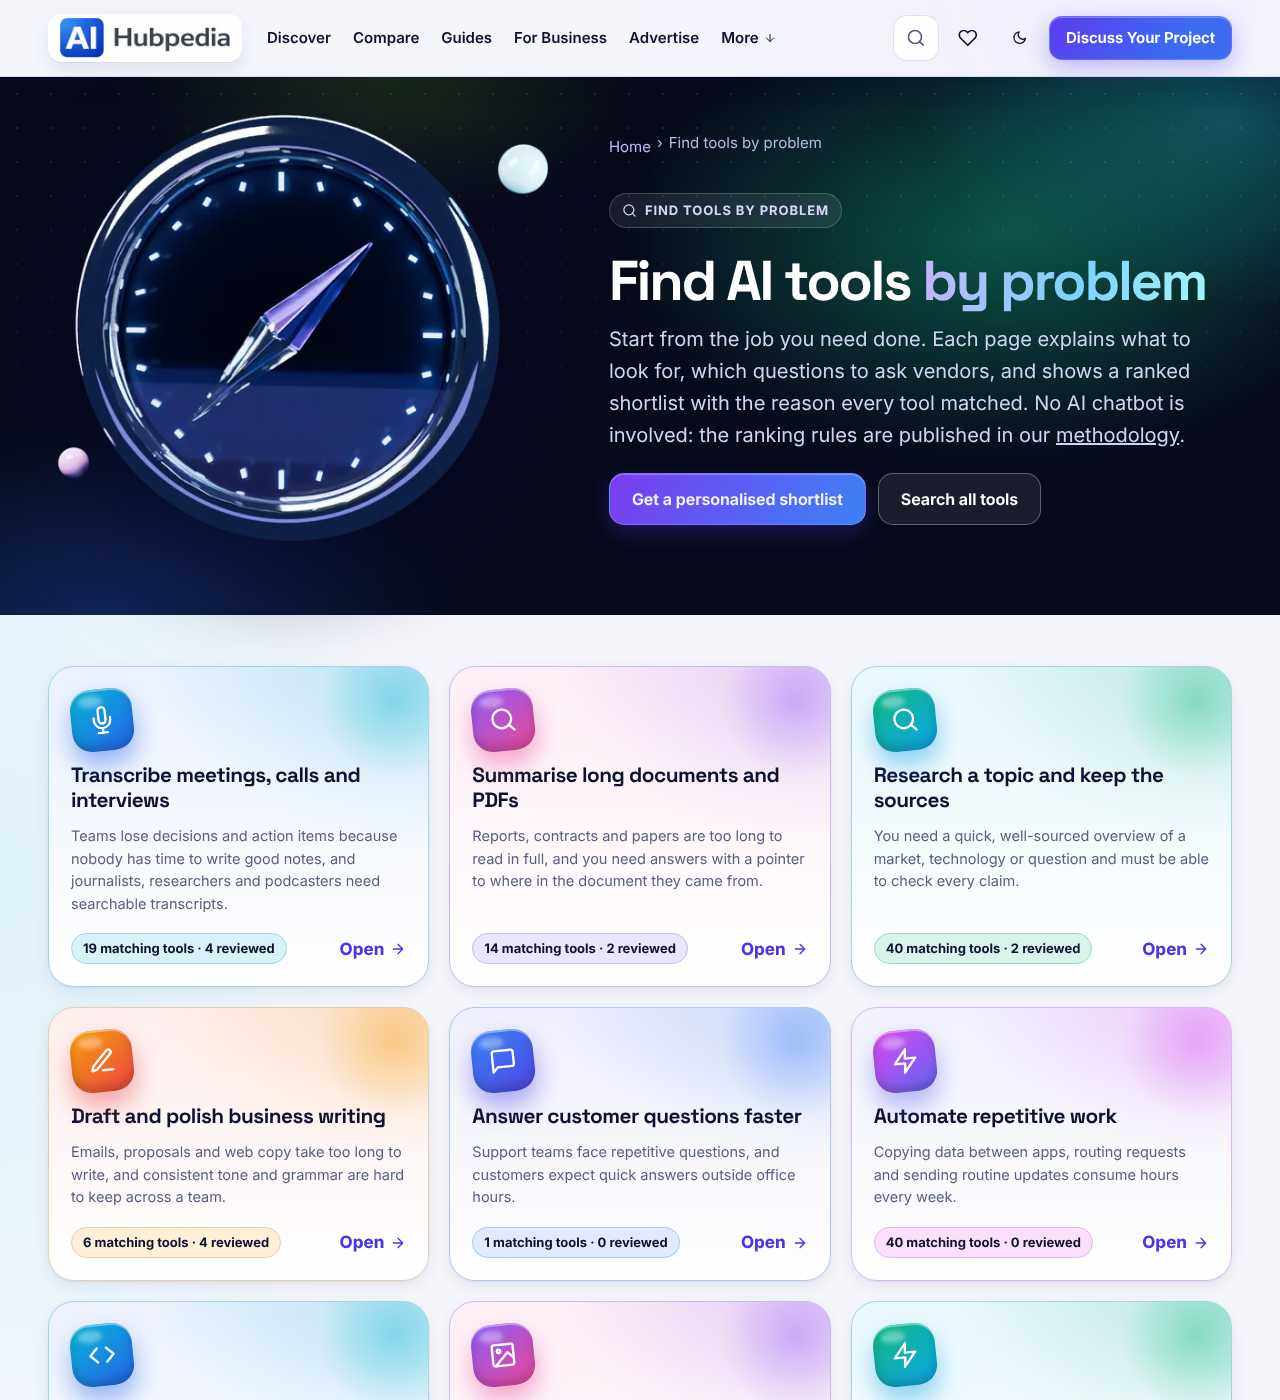 AI Hubpedia
Discover
Compare
Guides
For Business
Advertise
More
Discuss Your Project
Home › Find tools by problem
FIND TOOLS BY PROBLEM
Find AI tools by problem
Start from the job you need done. Each page explains what to
look for, which questions to ask vendors, and shows a ranked
shortlist with the reason every tool matched. No AI chatbot is
involved: the ranking rules are published in our methodology.
Get a personalised shortlist
Search all tools
Transcribe meetings, calls and
interviews
Teams lose decisions and action items because
nobody has time to write good notes, and
journalists, researchers and podcasters need
searchable transcripts.
19 matching tools · 4 reviewed
Open →
Summarise long documents and
PDFs
Reports, contracts and papers are too long to
read in full, and you need answers with a pointer
to where in the document they came from.
14 matching tools · 2 reviewed
Open →
Research a topic and keep the
sources
You need a quick, well-sourced overview of a
market, technology or question and must be able
to check every claim.
40 matching tools · 2 reviewed
Open →
Draft and polish business writing
Emails, proposals and web copy take too long to
write, and consistent tone and grammar are hard
to keep across a team.
6 matching tools · 4 reviewed
Open →
Answer customer questions faster
Support teams face repetitive questions, and
customers expect quick answers outside office
hours.
1 matching tools · 0 reviewed
Open →
Automate repetitive work
Copying data between apps, routing requests
and sending routine updates consume hours
every week.
40 matching tools · 0 reviewed
Open →